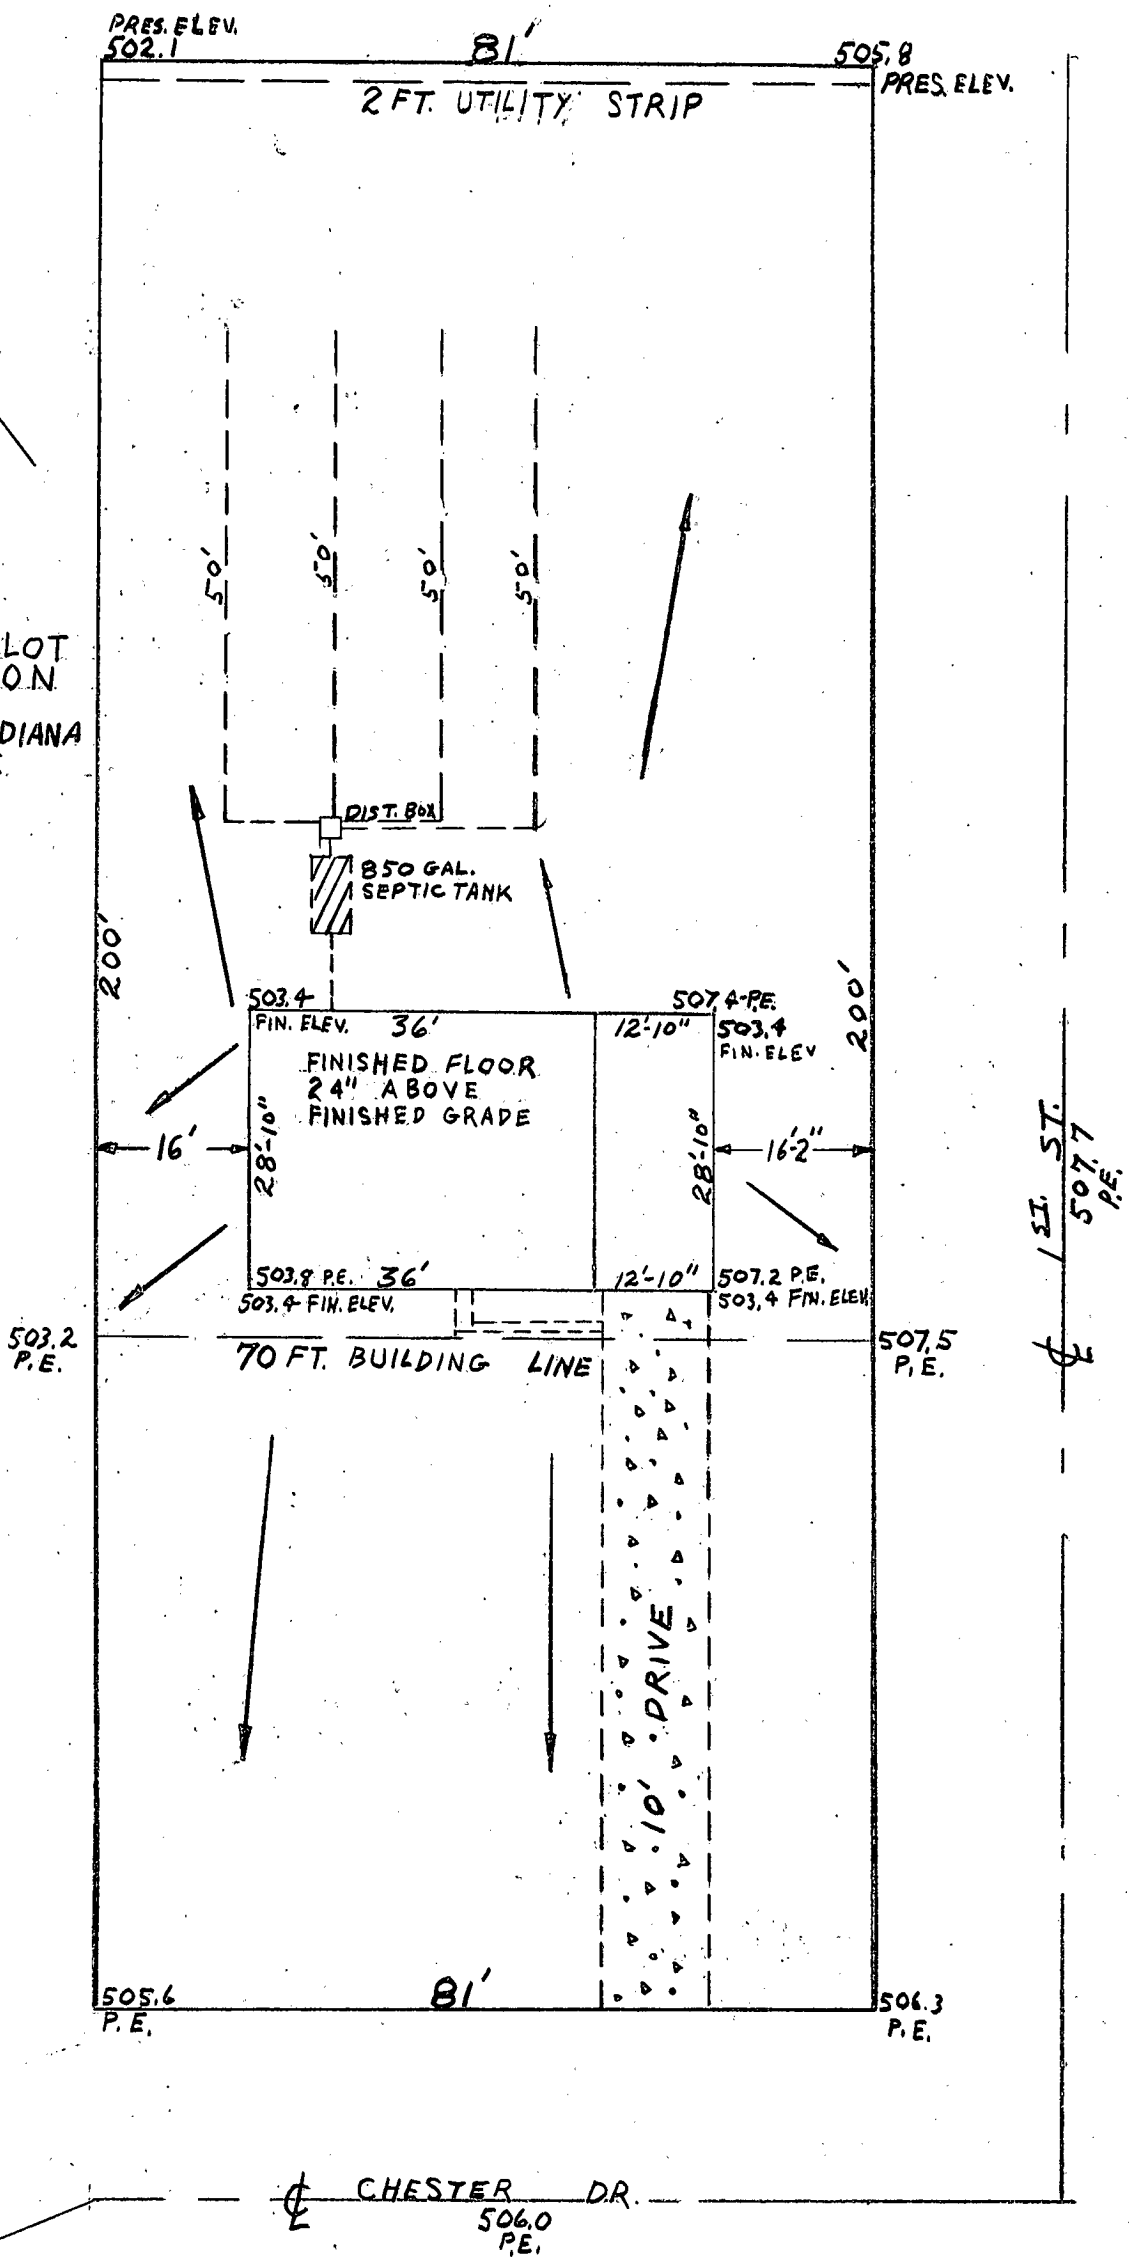 PRES. ELEV.
502.1
81'
505.8
PRES. ELEV.
2 FT. UTILITY STRIP
50'
50'
50'
50'
LOT
ON
DIANA
DIST. BOX
850 GAL.
SEPTIC TANK
200'
200'
503.4
FIN. ELEV.
36'
507.4 P.E.
12'-10"
503.4
FIN. ELEV
FINISHED FLOOR
24" ABOVE
FINISHED GRADE
16'
28'-10"
28'-10"
16'-2"
1ST. ST.
507.7
P.E.
503.8 P.E.
36'
12'-10"
507.2 P.E.
503.4 FIN. ELEV.
503.4 FIN. ELEV.
503.2
P.E.
70 FT. BUILDING LINE
507.5
P.E.
℄
10' DRIVE
505.6
P.E.
81'
506.3
P.E.
℄ CHESTER DR.
506.0
P.E.